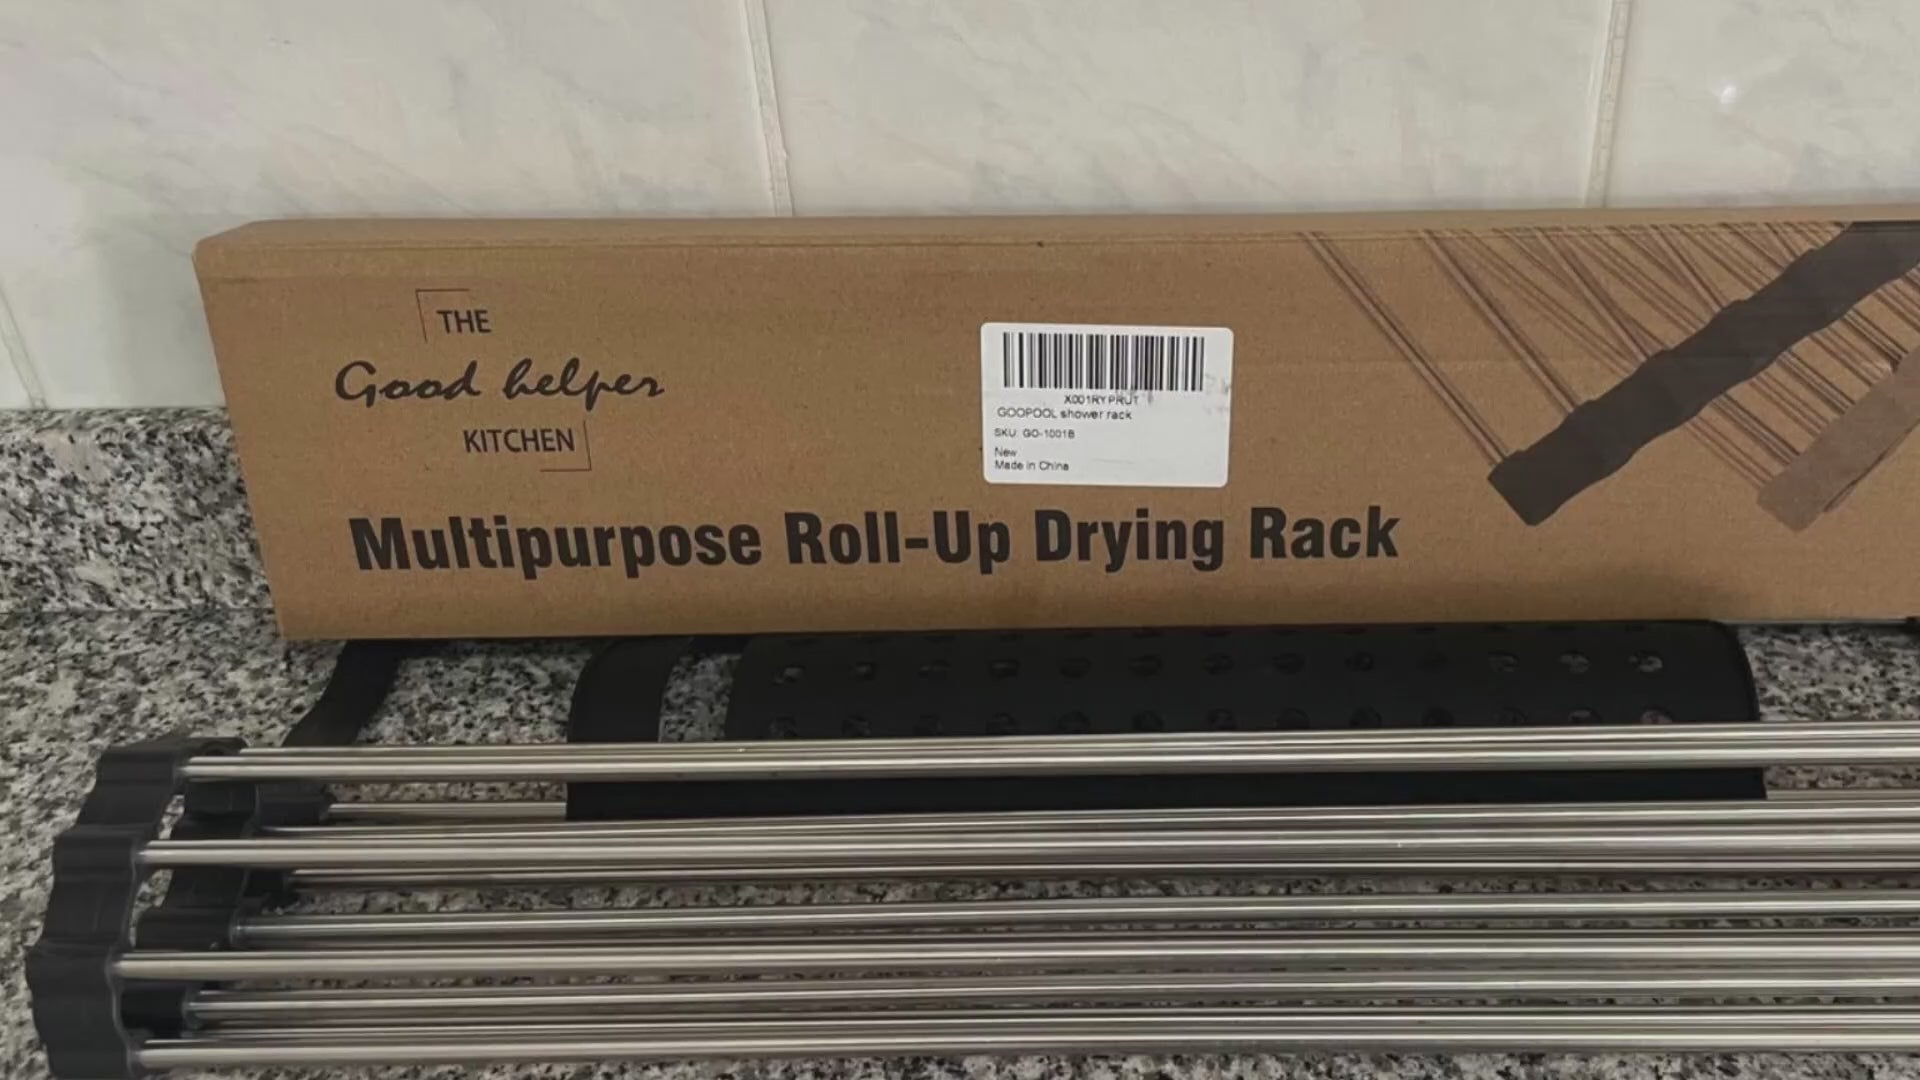 THE
Good helper
KITCHEN
X001RYPRUT
GOOPOOL shower rack
SKU: GO-1001B
New
Made in China
Multipurpose Roll-Up Drying Rack